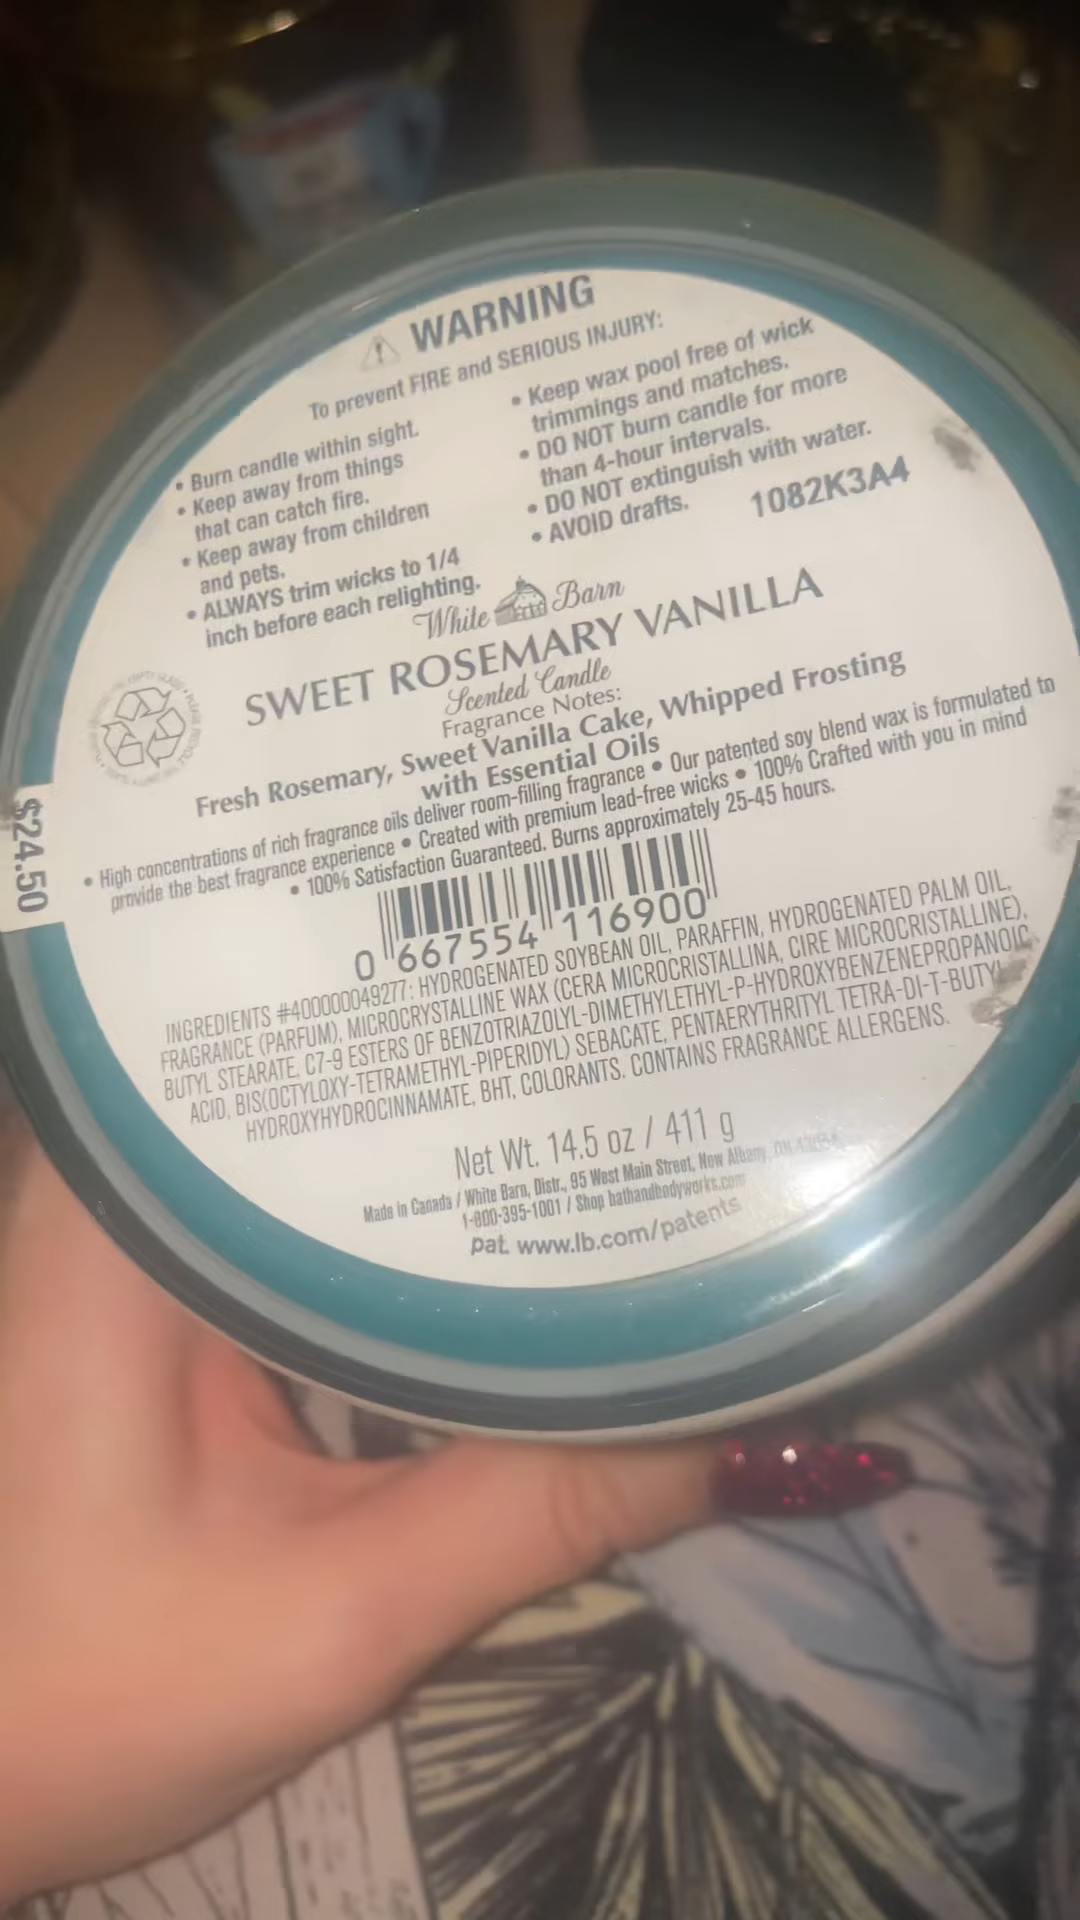 WARNING
To prevent FIRE and SERIOUS INJURY:
• Burn candle within sight.
• Keep away from things
that can catch fire.
• Keep away from children
and pets.
• ALWAYS trim wicks to 1/4
inch before each relighting.
• Keep wax pool free of wick
trimmings and matches.
• DO NOT burn candle for more
than 4-hour intervals.
• DO NOT extinguish with water.
• AVOID drafts.
1082K3A4
White Barn
SWEET ROSEMARY VANILLA
Scented Candle
Fragrance Notes:
Fresh Rosemary, Sweet Vanilla Cake, Whipped Frosting
with Essential Oils
• High concentrations of rich fragrance oils deliver room-filling fragrance • Our patented soy blend wax is formulated to
provide the best fragrance experience • Created with premium lead-free wicks • 100% Crafted with you in mind
• 100% Satisfaction Guaranteed. Burns approximately 25-45 hours.
$24.50
0 667554 116900
INGREDIENTS #400000049277: HYDROGENATED SOYBEAN OIL, PARAFFIN, HYDROGENATED PALM OIL,
FRAGRANCE (PARFUM), MICROCRYSTALLINE WAX (CERA MICROCRISTALLINA, CIRE MICROCRISTALLINE),
BUTYL STEARATE, C7-9 ESTERS OF BENZOTRIAZOLYL-DIMETHYLETHYL-P-HYDROXYBENZENEPROPANOIC
ACID, BIS(OCTYLOXY-TETRAMETHYL-PIPERIDYL) SEBACATE, PENTAERYTHRITYL TETRA-DI-T-BUTYL
HYDROXYHYDROCINNAMATE, BHT, COLORANTS. CONTAINS FRAGRANCE ALLERGENS.
Net Wt. 14.5 oz / 411 g
Made in Canada / White Barn, Distr., 95 West Main Street, New Albany,
1-800-395-1001 / Shop bathandbodyworks.com
pat. www.lb.com/patents